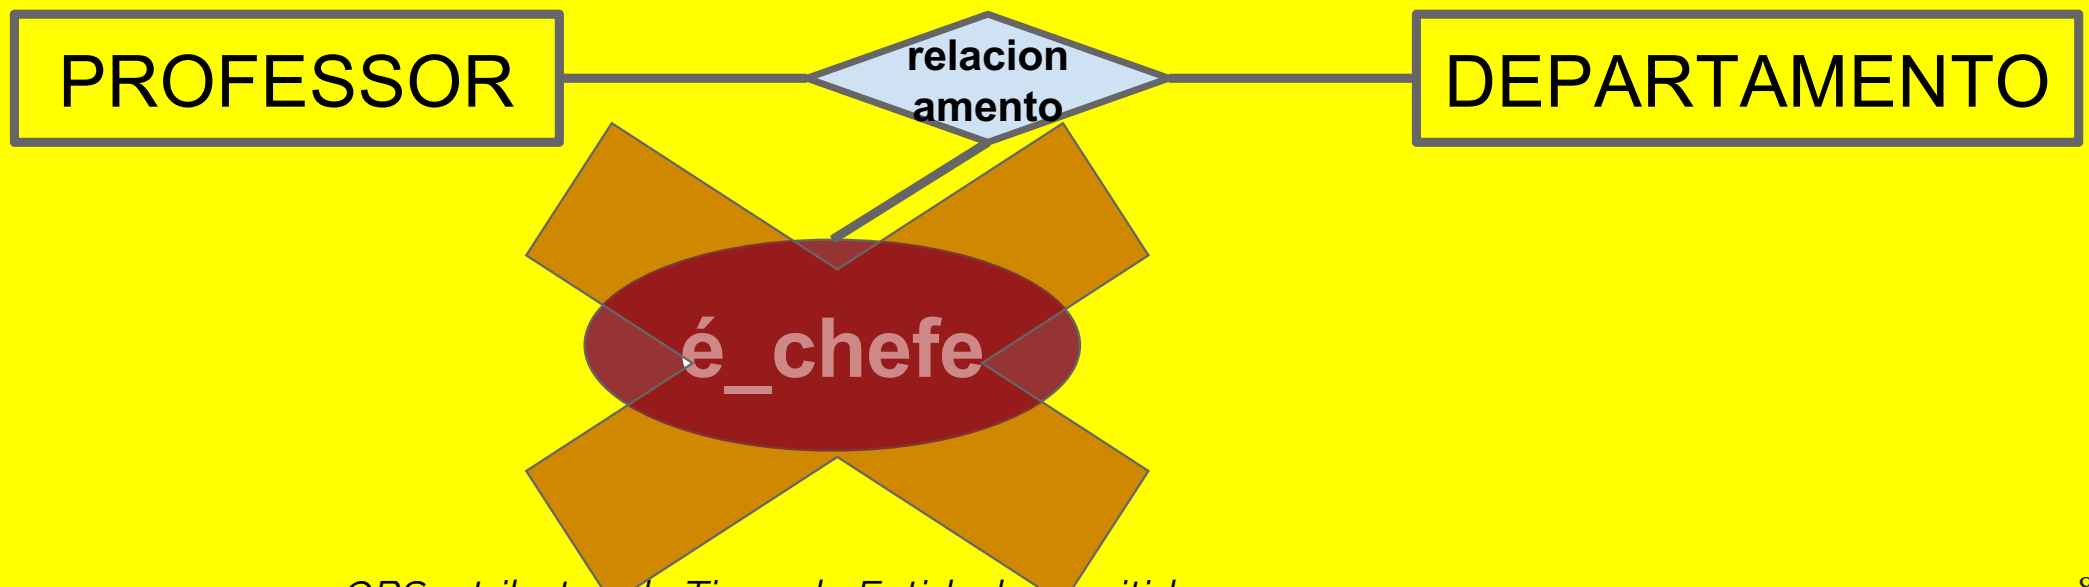 PROFESSOR
relacion
amento
DEPARTAMENTO
é_chefe